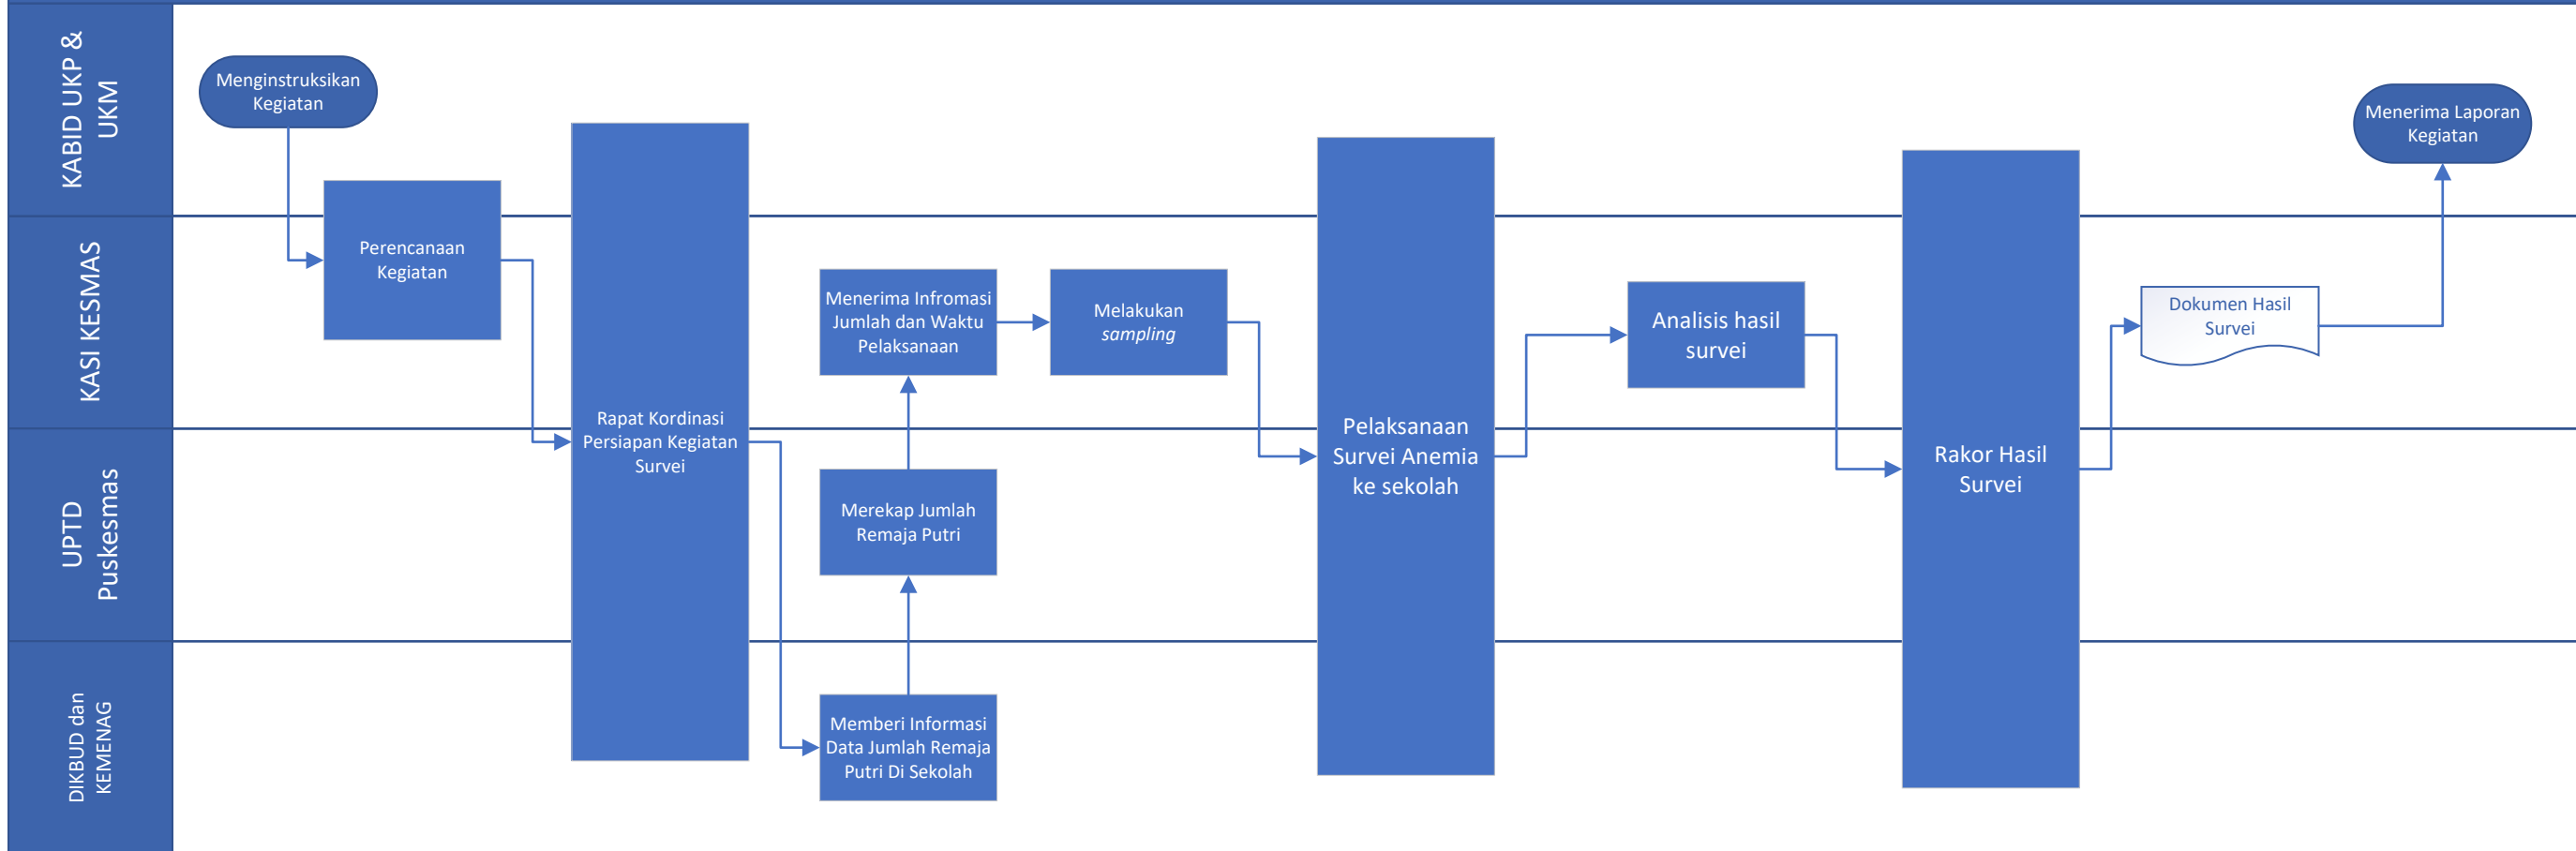 KABID UKP &
UKM
Menginstruksikan
Kegiatan
Menerima Laporan
Kegiatan
KASI KESMAS
Perencanaan
Kegiatan
Menerima Infromasi
Jumlah dan Waktu
Pelaksanaan
Melakukan
sampling
Analisis hasil
survei
Dokumen Hasil
Survei
Rapat Kordinasi
Persiapan Kegiatan
Survei
Pelaksanaan
Survei Anemia
ke sekolah
Rakor Hasil
Survei
UPTD
Puskesmas
Merekap Jumlah
Remaja Putri
DIKBUD dan
KEMENAG
Memberi Informasi
Data Jumlah Remaja
Putri Di Sekolah